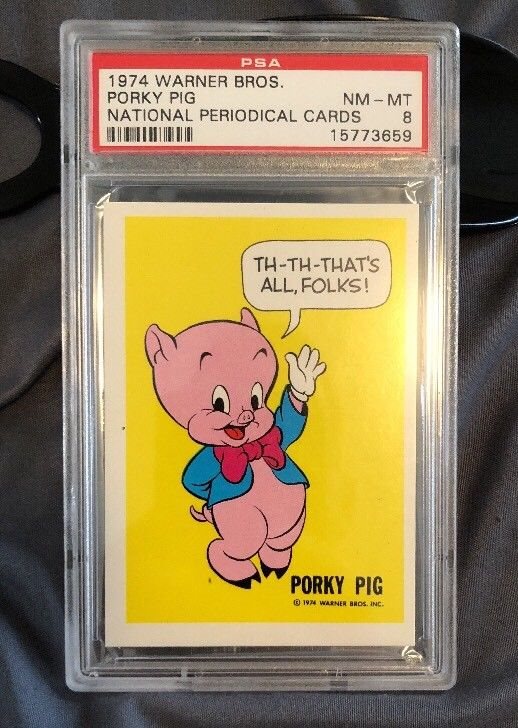 PSA
1974 WARNER BROS.
PORKY PIG NM - MT
NATIONAL PERIODICAL CARDS 8
15773659
TH-TH-THAT'S
ALL, FOLKS!
PORKY PIG
© 1974 WARNER BROS. INC.